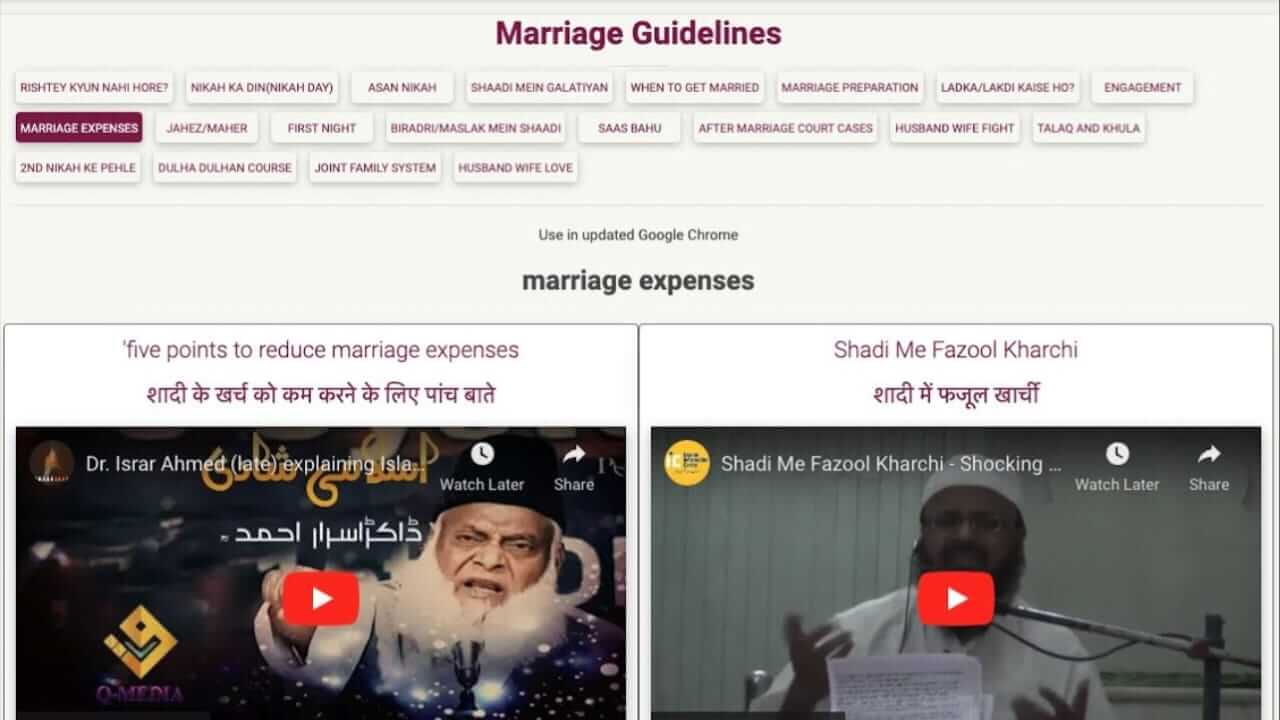 Marriage Guidelines
RISHTEY KYUN NAHI HORE? NIKAH KA DIN(NIKAH DAY) ASAN NIKAH SHAADI MEIN GALATIYAN WHEN TO GET MARRIED MARRIAGE PREPARATION LADKA/LAKDI KAISE HO? ENGAGEMENT
MARRIAGE EXPENSES JAHEZ/MAHER FIRST NIGHT BIRADRI/MASLAK MEIN SHAADI SAAS BAHU AFTER MARRIAGE COURT CASES HUSBAND WIFE FIGHT TALAQ AND KHULA
2ND NIKAH KE PEHLE DULHA DULHAN COURSE JOINT FAMILY SYSTEM HUSBAND WIFE LOVE
Use in updated Google Chrome
marriage expenses
'five points to reduce marriage expenses
शादी के खर्च को कम करने के लिए पांच बाते
Dr. Israr Ahmed (late) explaining Isla...
Watch Later Share
اسلامی شادی
ڈاکٹر اسرار احمد
Q-MEDIA
Shadi Me Fazool Kharchi
शादी में फजूल खार्ची
Shadi Me Fazool Kharchi - Shocking ...
Watch Later Share